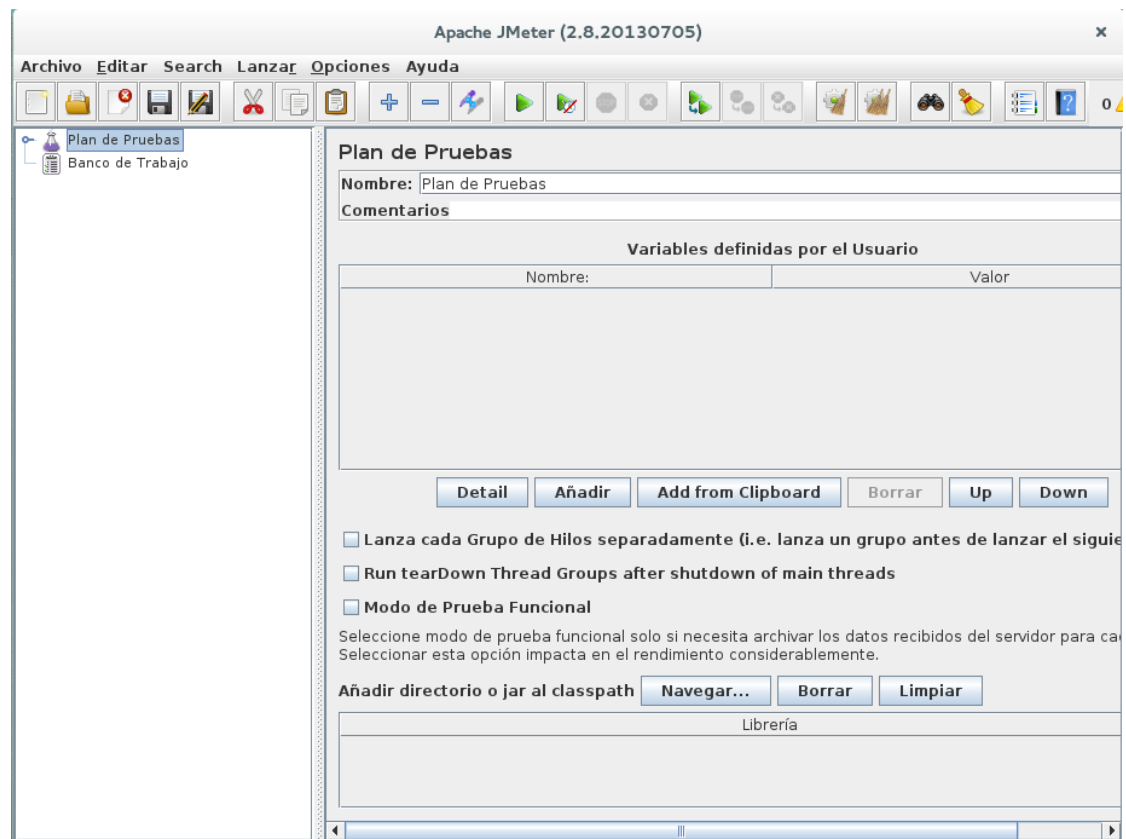 Apache JMeter (2.8.20130705)
Archivo Editar Search Lanzar Opciones Ayuda
0
Plan de Pruebas
Banco de Trabajo
Plan de Pruebas
Nombre: Plan de Pruebas
Comentarios
Variables definidas por el Usuario
Nombre: Valor
Detail Añadir Add from Clipboard Borrar Up Down
Lanza cada Grupo de Hilos separadamente (i.e. lanza un grupo antes de lanzar el siguie
Run tearDown Thread Groups after shutdown of main threads
Modo de Prueba Funcional
Seleccione modo de prueba funcional solo si necesita archivar los datos recibidos del servidor para ca
Seleccionar esta opción impacta en el rendimiento considerablemente.
Añadir directorio o jar al classpath Navegar... Borrar Limpiar
Librería